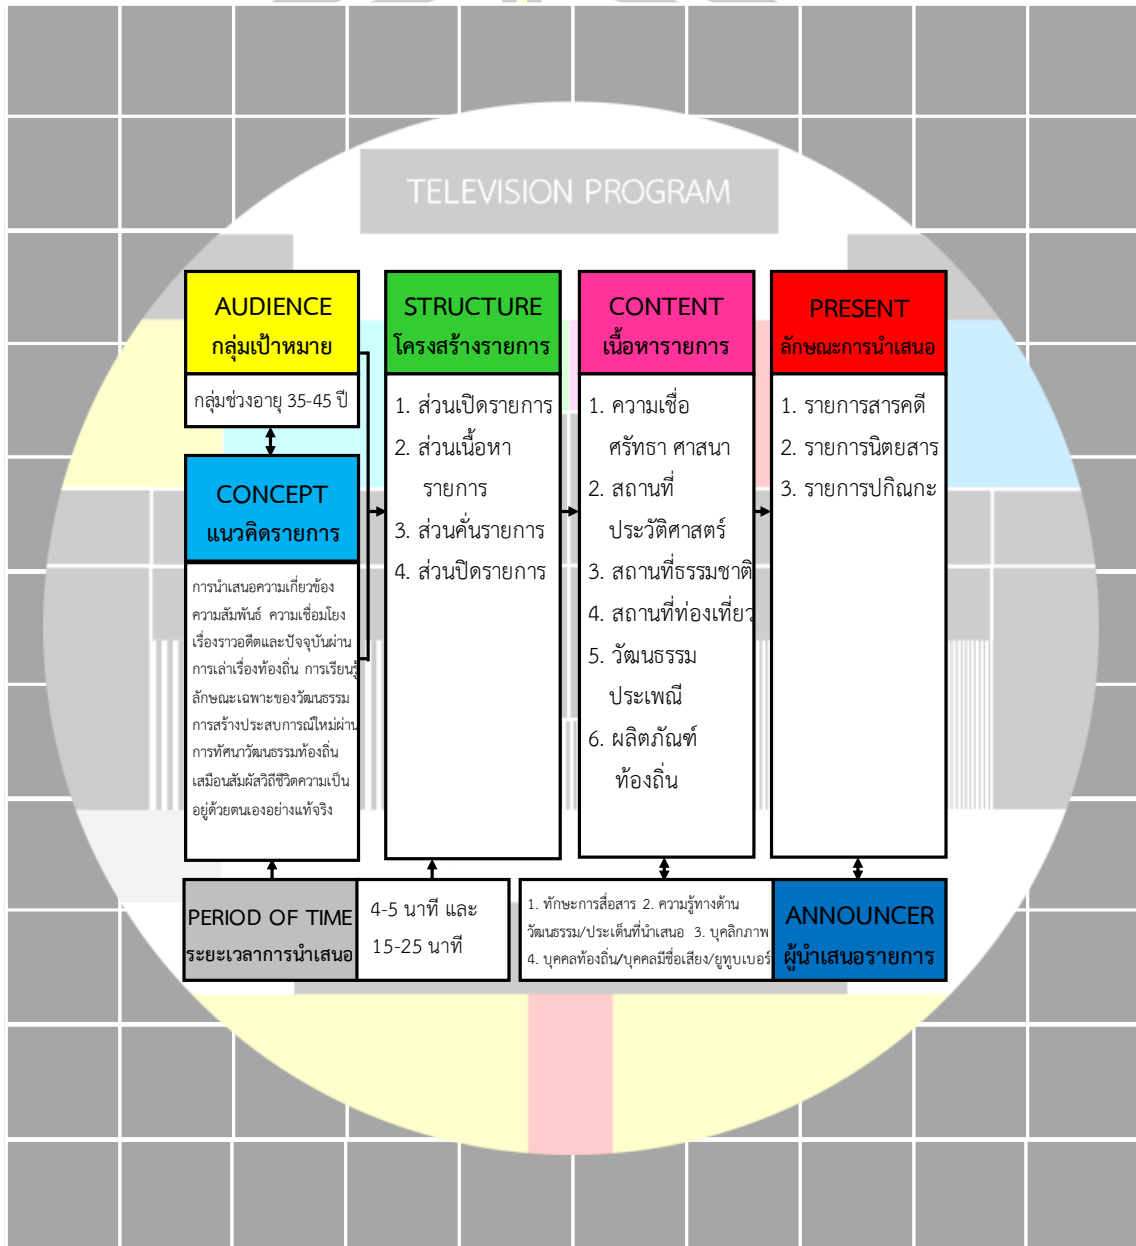 TELEVISION PROGRAM
AUDIENCE
กลุ่มเป้าหมาย
กลุ่มช่วงอายุ 35-45 ปี
CONCEPT
แนวคิดรายการ
การนำเสนอความเกี่ยวข้อง
ความสัมพันธ์ ความเชื่อมโยง
เรื่องราวอดีตและปัจจุบันผ่าน
การเล่าเรื่องท้องถิ่น การเรียนรู้
ลักษณะเฉพาะของวัฒนธรรม
การสร้างประสบการณ์ใหม่ผ่าน
การทัศนาวัฒนธรรมท้องถิ่น
เสมือนสัมผัสวิถีชีวิตความเป็น
อยู่ด้วยตนเองอย่างแท้จริง
STRUCTURE
โครงสร้างรายการ
1. ส่วนเปิดรายการ
2. ส่วนเนื้อหา
รายการ
3. ส่วนคั่นรายการ
4. ส่วนปิดรายการ
CONTENT
เนื้อหารายการ
1. ความเชื่อ
ศรัทธา ศาสนา
2. สถานที่
ประวัติศาสตร์
3. สถานที่ธรรมชาติ
4. สถานที่ท่องเที่ยว
5. วัฒนธรรม
ประเพณี
6. ผลิตภัณฑ์
ท้องถิ่น
PRESENT
ลักษณะการนำเสนอ
1. รายการสารคดี
2. รายการนิตยสาร
3. รายการปกิณกะ
PERIOD OF TIME
ระยะเวลาการนำเสนอ
4-5 นาที และ
15-25 นาที
1. ทักษะการสื่อสาร 2. ความรู้ทางด้าน
วัฒนธรรม/ประเด็นที่นำเสนอ 3. บุคลิกภาพ
4. บุคคลท้องถิ่น/บุคคลมีชื่อเสียง/ยูทูบเบอร์
ANNOUNCER
ผู้นำเสนอรายการ